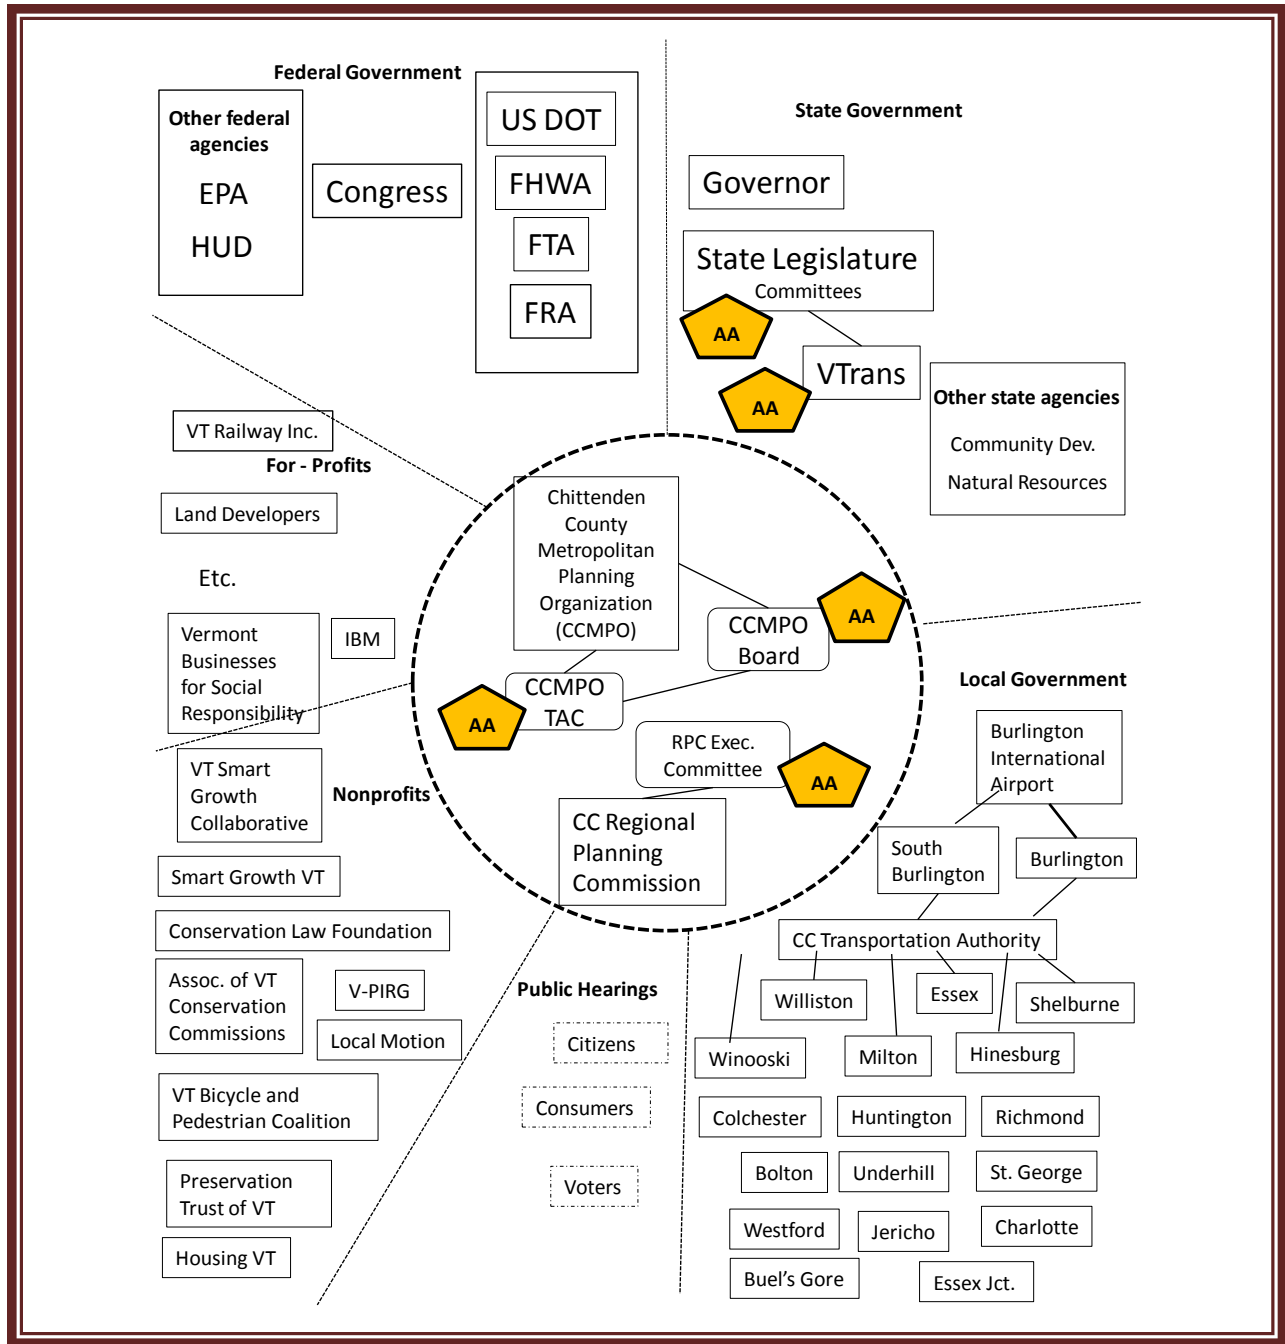 Federal Government
Other federal
agencies
EPA
HUD
Congress
US DOT
FHWA
FTA
FRA
State Government
Governor
State Legislature
Committees
AA
VTrans
AA
Other state agencies
Community Dev.
Natural Resources
VT Railway Inc.
For - Profits
Land Developers
Etc.
Vermont
Businesses
for Social
Responsibility
IBM
Chittenden
County
Metropolitan
Planning
Organization
(CCMPO)
CCMPO
Board
AA
CCMPO
TAC
AA
RPC Exec.
Committee
AA
CC Regional
Planning
Commission
Nonprofits
VT Smart
Growth
Collaborative
Smart Growth VT
Conservation Law Foundation
Assoc. of VT
Conservation
Commissions
V-PIRG
Local Motion
VT Bicycle and
Pedestrian Coalition
Preservation
Trust of VT
Housing VT
Public Hearings
Citizens
Consumers
Voters
Local Government
Burlington
International
Airport
South
Burlington
Burlington
CC Transportation Authority
Williston
Essex
Shelburne
Winooski
Milton
Hinesburg
Colchester
Huntington
Richmond
Bolton
Underhill
St. George
Westford
Jericho
Charlotte
Buel's Gore
Essex Jct.